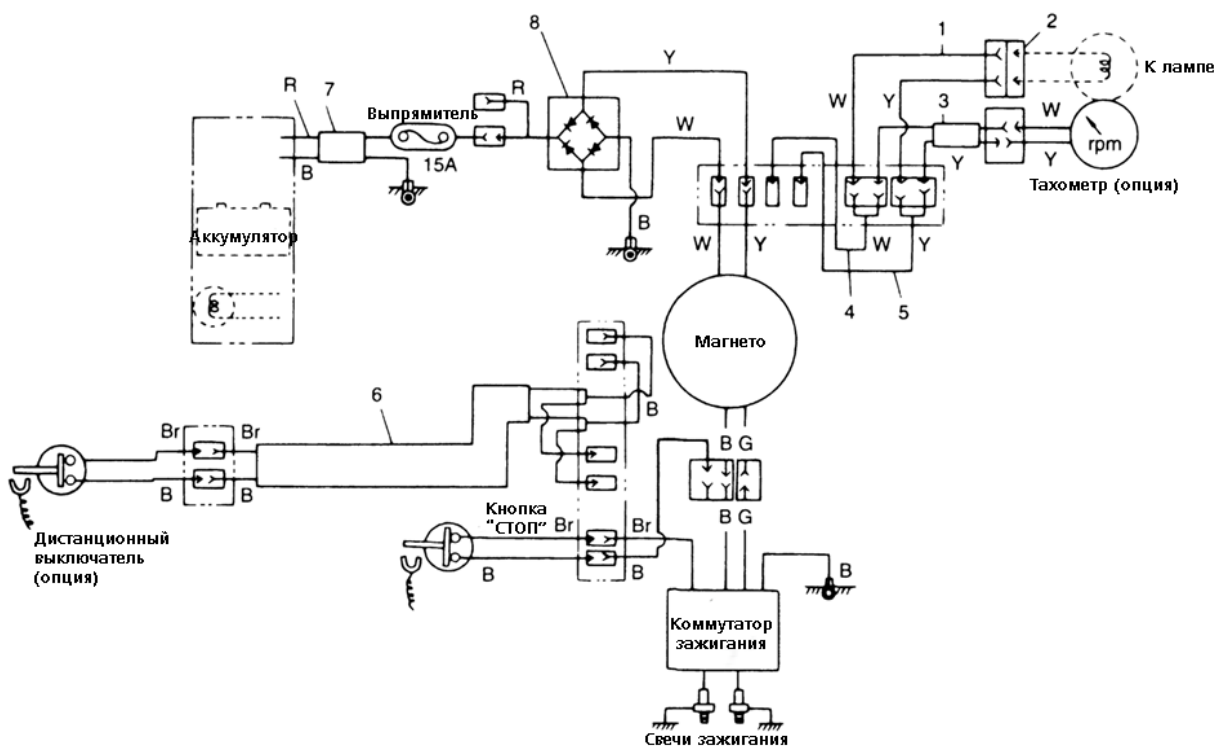 8
1
2
Y
К лампе
R
7
Выпрямитель
R
W
W
Y
3
W
15A
Y
Y
rpm
B
Тахометр (опция)
B
Аккумулятор
W
Y
W
Y
4
5
Магнето
6
B
Br
Br
B
G
B
B
Кнопка
“СТОП”
Br
Br
B
G
Дистанционный
выключатель
(опция)
B
B
B
Коммутатор
зажигания
Свечи зажигания